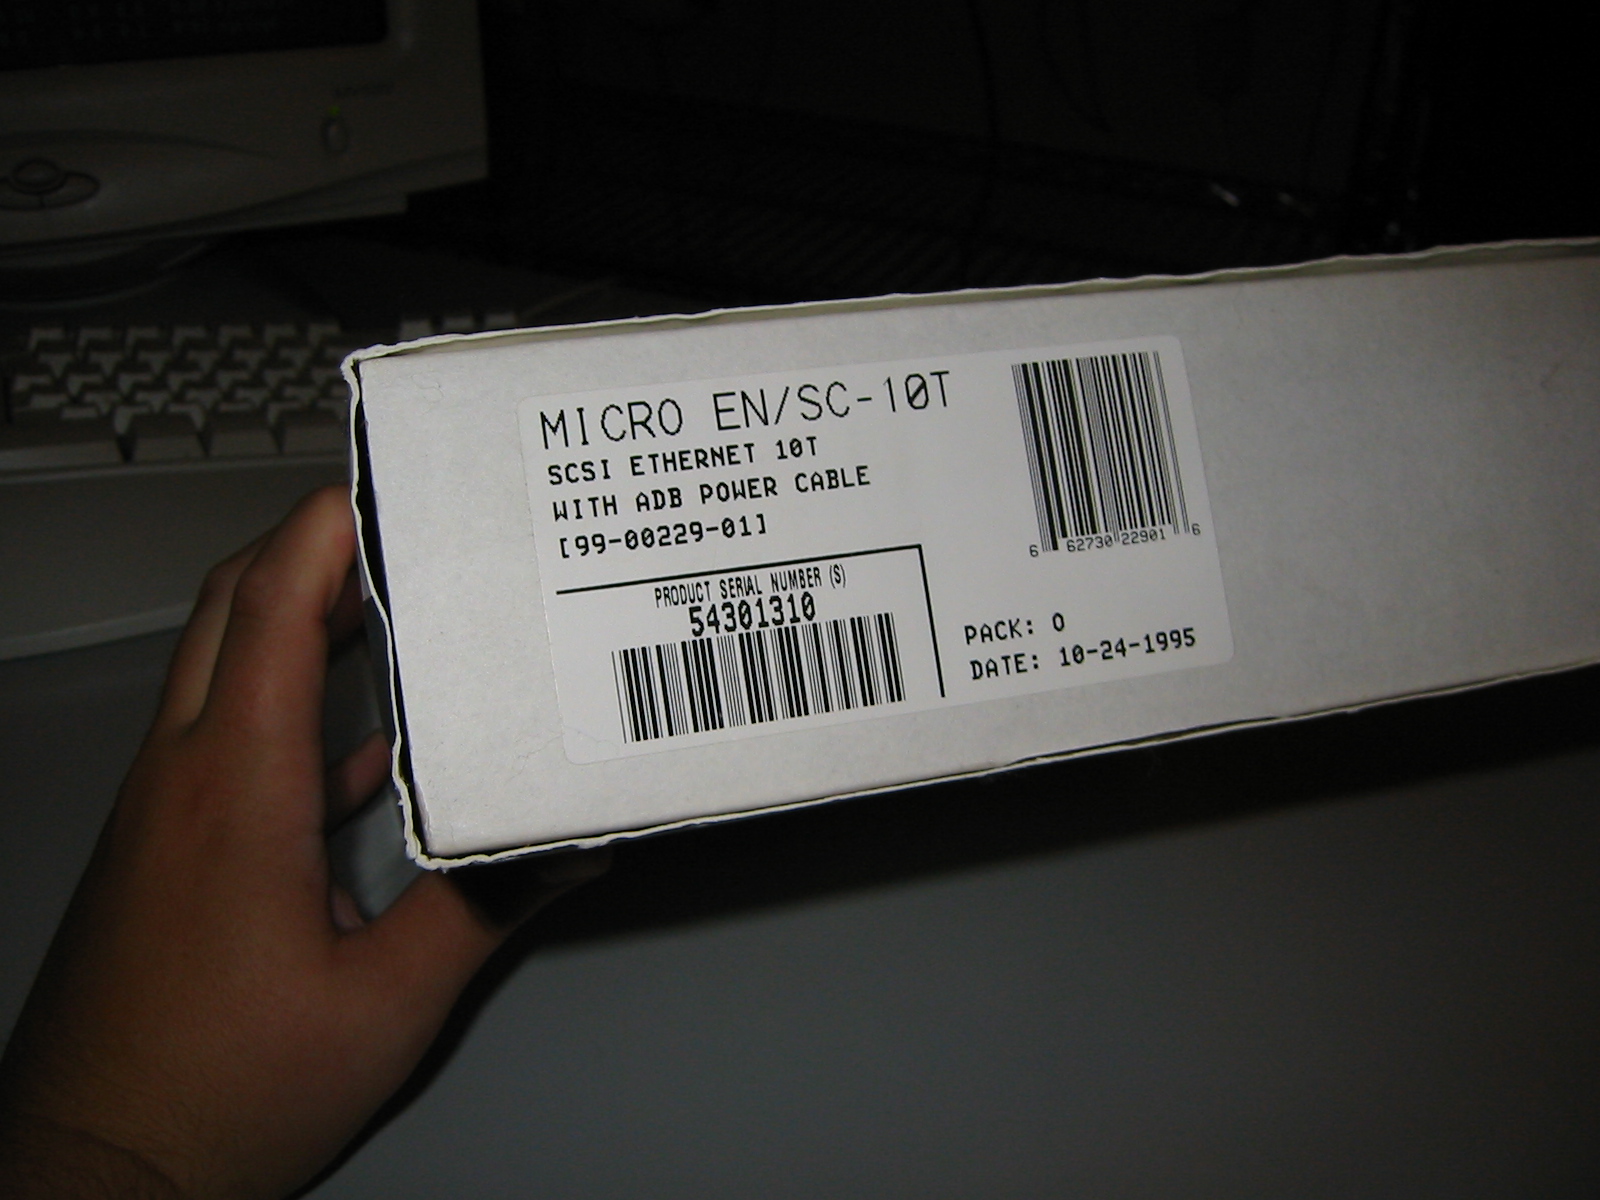 MICRO EN/SC-10T
SCSI ETHERNET 10T
WITH ADB POWER CABLE
[99-00229-01]
6 62730 22901 6
PRODUCT SERIAL NUMBER (S)
54301310
PACK: 0
DATE: 10-24-1995